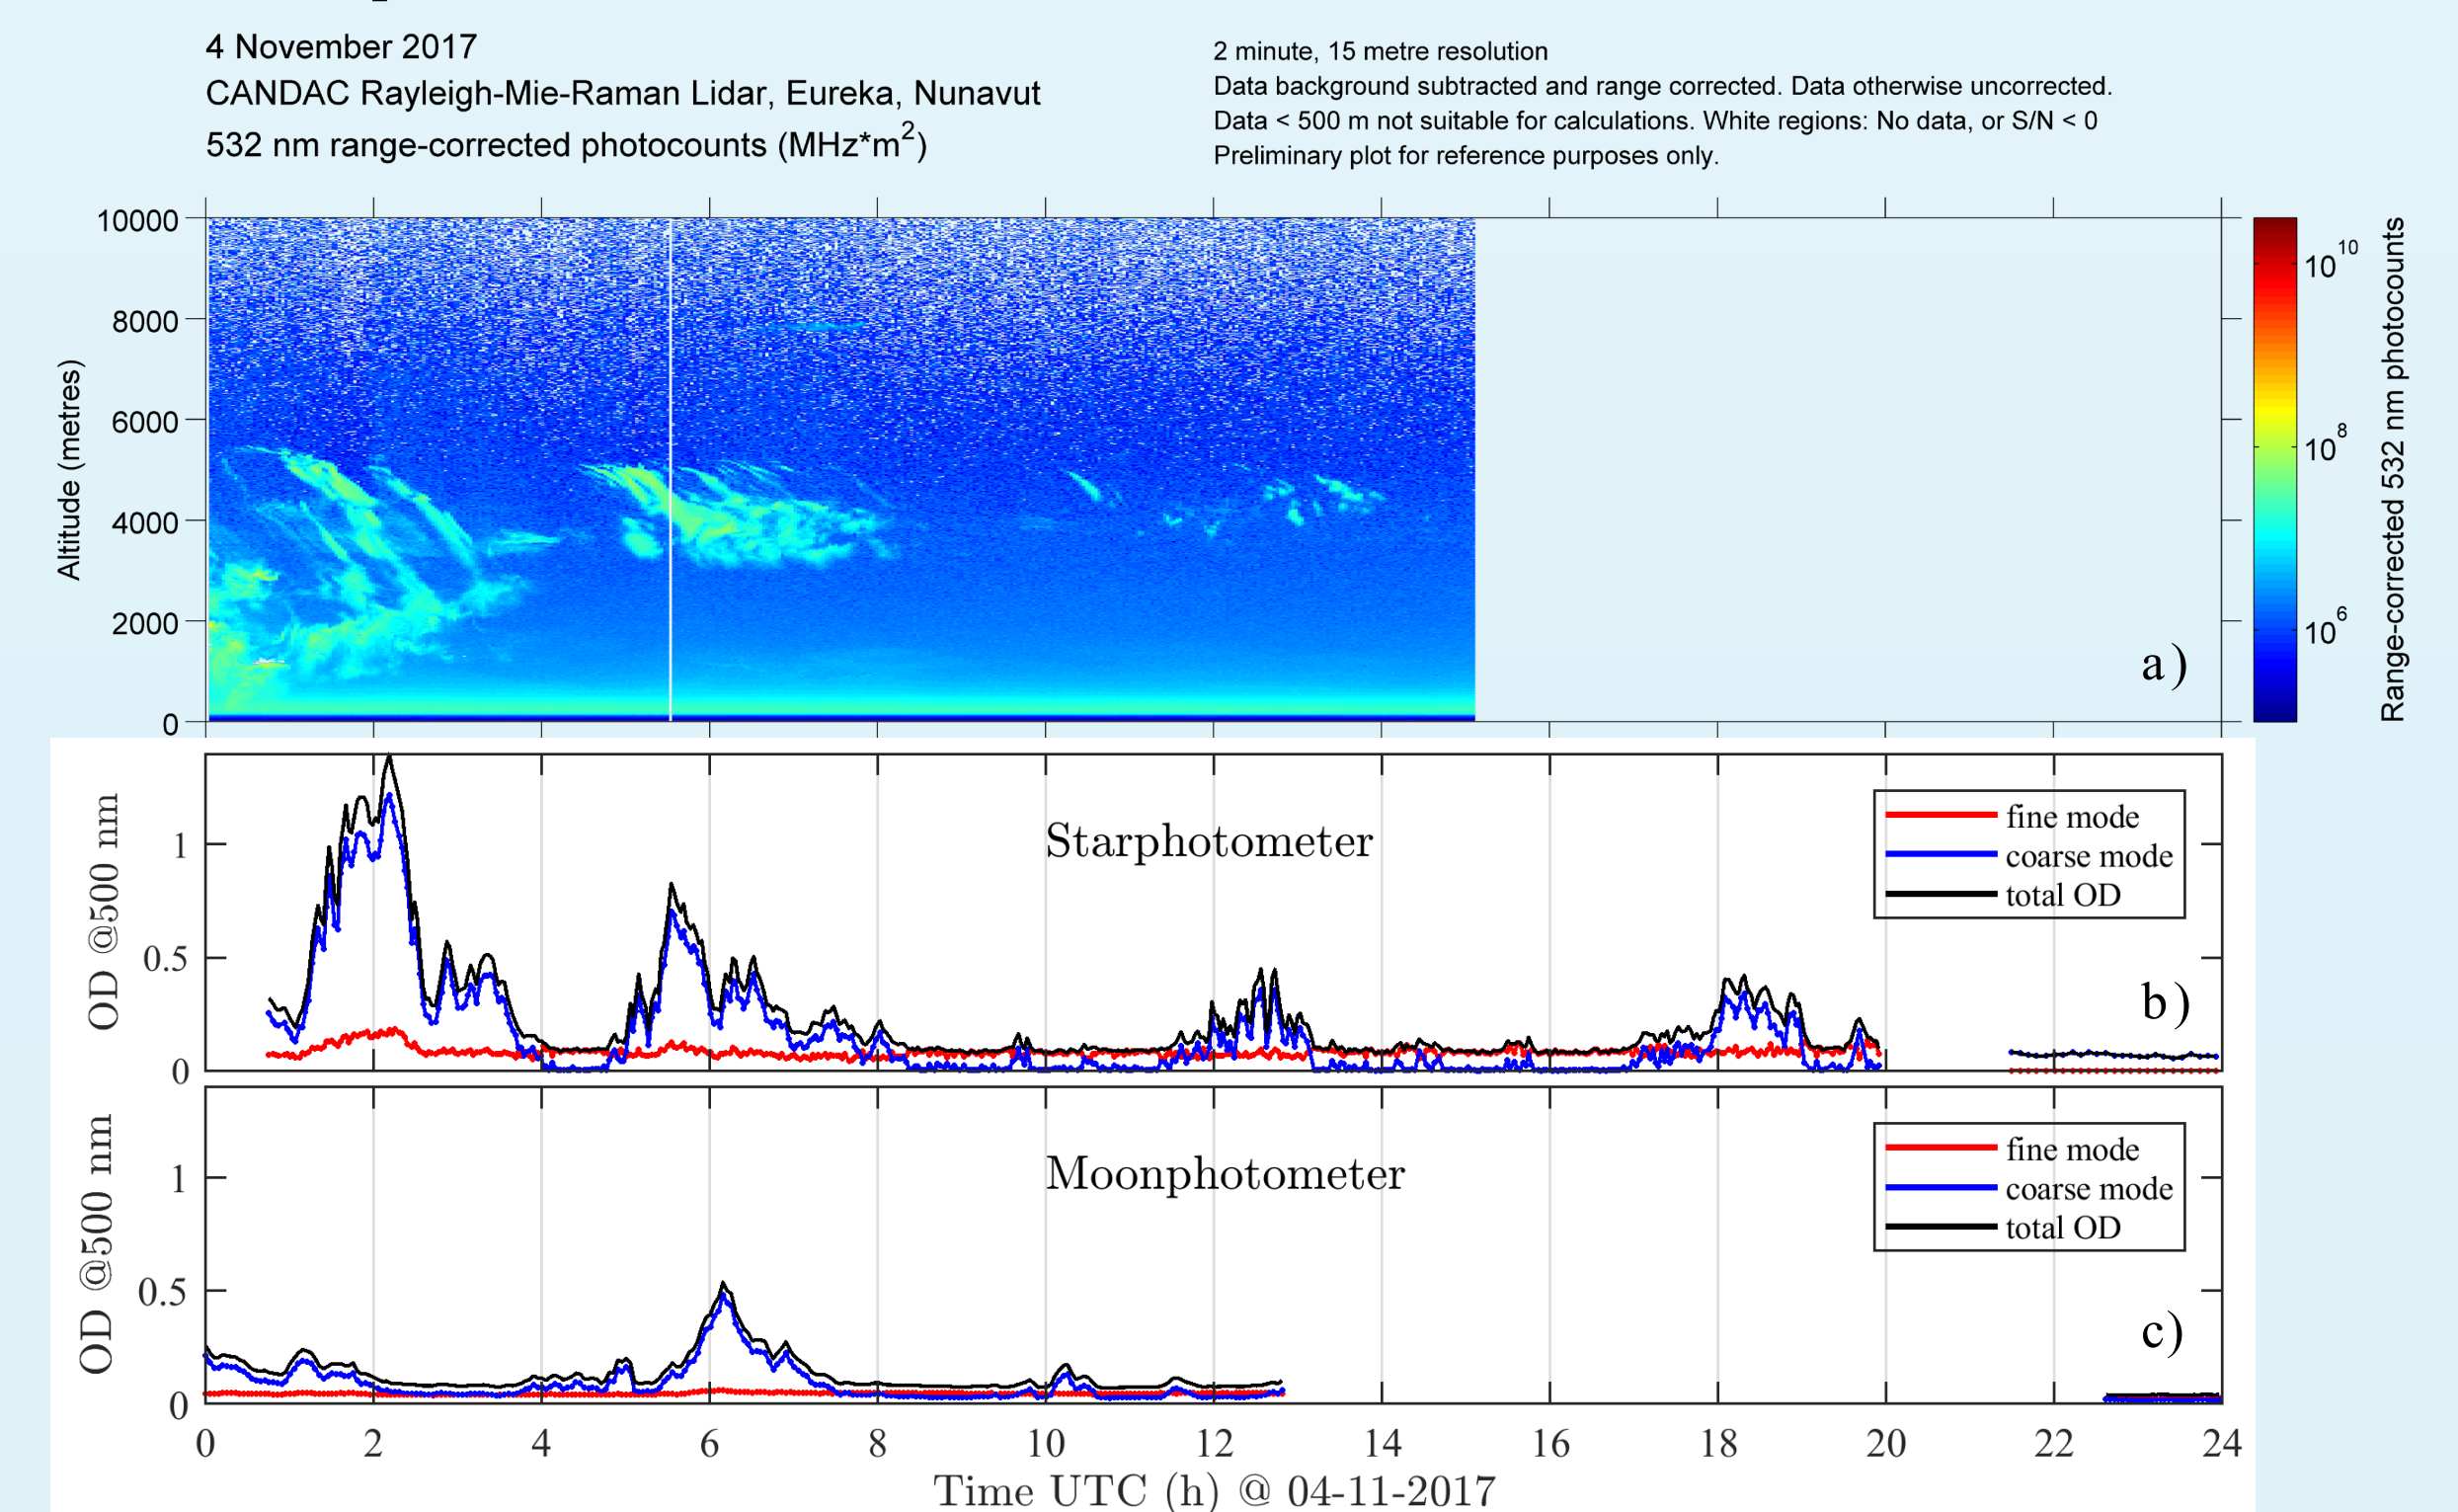 4 November 2017
CANDAC Rayleigh-Mie-Raman Lidar, Eureka, Nunavut
532 nm range-corrected photocounts (MHz*m²)
2 minute, 15 metre resolution
Data background subtracted and range corrected. Data otherwise uncorrected.
Data < 500 m not suitable for calculations. White regions: No data, or S/N < 0
Preliminary plot for reference purposes only.
10000
8000
6000
4000
2000
0
Altitude (metres)
a)
10¹⁰
10⁸
10⁶
Range-corrected 532 nm photocounts
OD @500 nm
1
0.5
0
Starphotometer
fine mode
coarse mode
total OD
b)
OD @500 nm
1
0.5
0
Moonphotometer
fine mode
coarse mode
total OD
c)
0 2 4 6 8 10 12 14 16 18 20 22 24
Time UTC (h) @ 04-11-2017